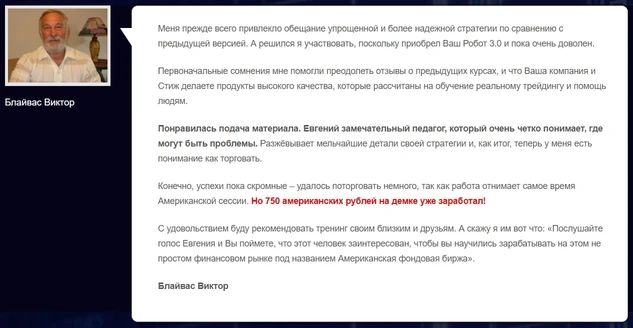 Блайвас Виктор
Меня прежде всего привлекло обещание упрощенной и более надежной стратегии по сравнению с
предыдущей версией. А решился я участвовать, поскольку приобрел Ваш Робот 3.0 и пока очень доволен.
Первоначальные сомнения мне помогли преодолеть отзывы о предыдущих курсах, и что Ваша компания и
Стиж делаете продукты высокого качества, которые рассчитаны на обучение реальному трейдингу и помощь
людям.
Понравилась подача материала. Евгений замечательный педагог, который очень четко понимает, где
могут быть проблемы. Разжёвывает мельчайшие детали своей стратегии и, как итог, теперь у меня есть
понимание как торговать.
Конечно, успехи пока скромные – удалось поторговать немного, так как работа отнимает самое время
Американской сессии. Но 750 американских рублей на демке уже заработал!
С удовольствием буду рекомендовать тренинг своим близким и друзьям. А скажу я им вот что: «Послушайте
голос Евгения и Вы поймете, что этот человек заинтересован, чтобы вы научились зарабатывать на этом не
простом финансовом рынке под названием Американская фондовая биржа».
Блайвас Виктор